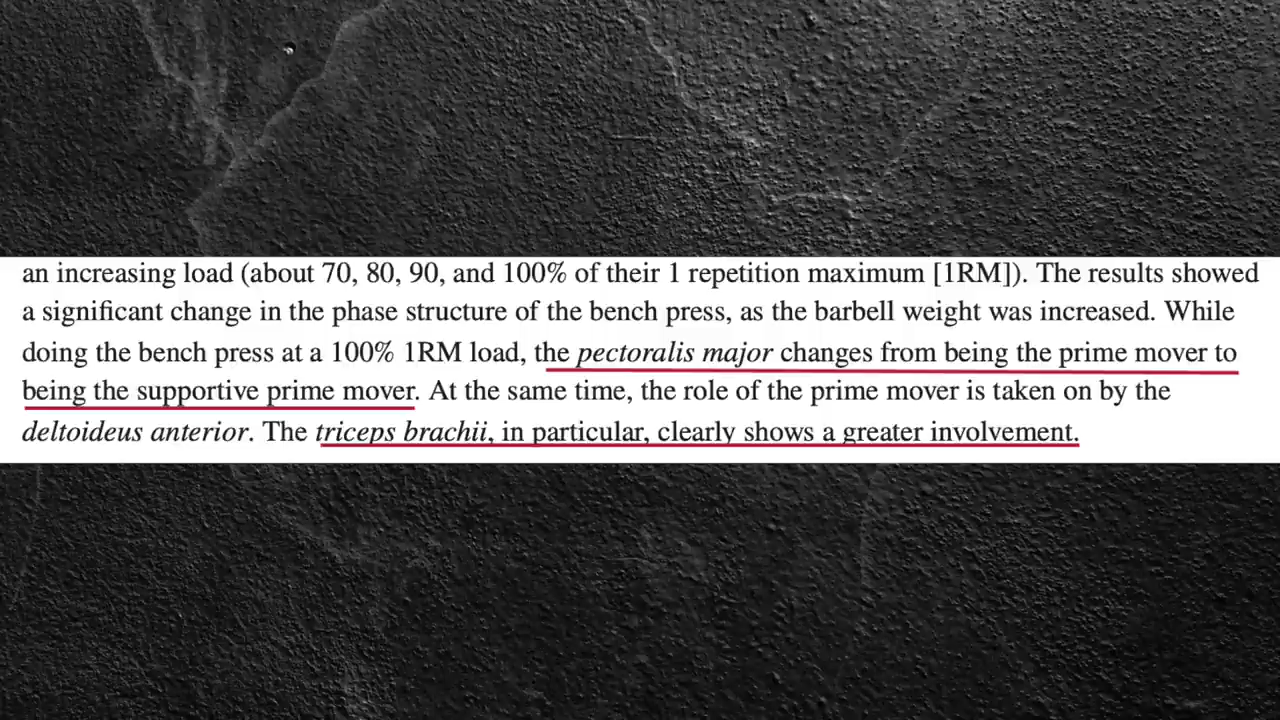 an increasing load (about 70, 80, 90, and 100% of their 1 repetition maximum [1RM]). The results showed
a significant change in the phase structure of the bench press, as the barbell weight was increased. While
doing the bench press at a 100% 1RM load, the pectoralis major changes from being the prime mover to
being the supportive prime mover. At the same time, the role of the prime mover is taken on by the
deltoideus anterior. The triceps brachii, in particular, clearly shows a greater involvement.